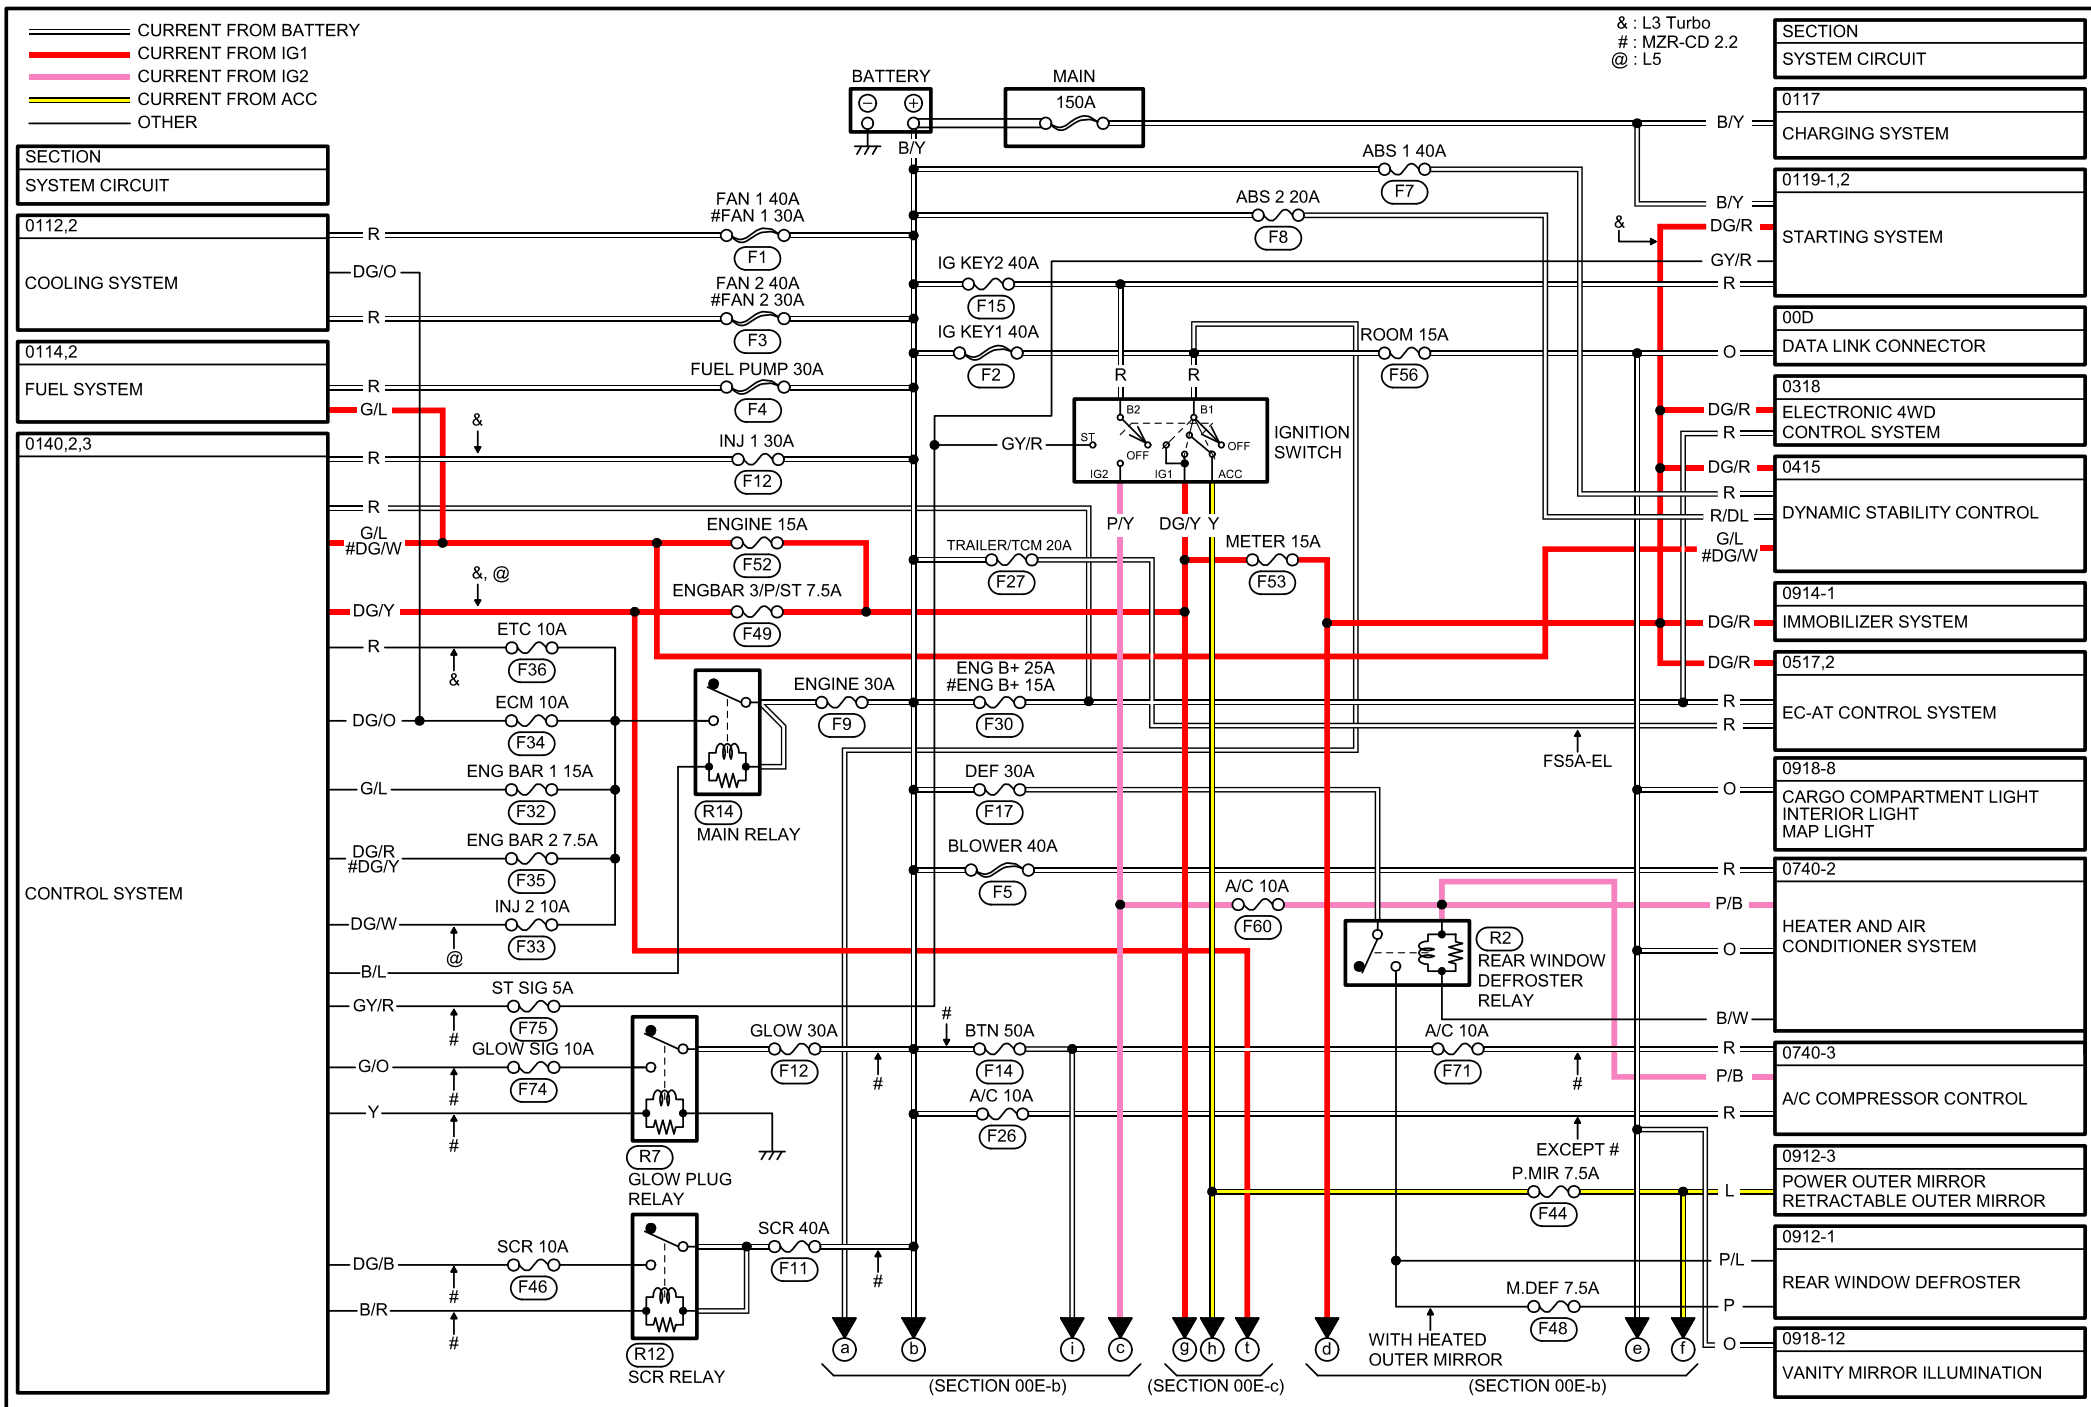 CURRENT FROM BATTERY
CURRENT FROM IG1
CURRENT FROM IG2
CURRENT FROM ACC
OTHER
& : L3 Turbo
# : MZR-CD 2.2
@ : L5
SECTION
SYSTEM CIRCUIT
0112,2
COOLING SYSTEM
0114,2
FUEL SYSTEM
0140,2,3
CONTROL SYSTEM
R
DG/O
R
R
G/L
R
R
G/L
#DG/W
DG/Y
R
DG/O
G/L
DG/R
#DG/Y
DG/W
B/L
GY/R
G/O
Y
DG/B
B/R
&
&, @
&
@
#
#
#
#
#
FAN 1 40A
#FAN 1 30A
F1
FAN 2 40A
#FAN 2 30A
F3
FUEL PUMP 30A
F4
INJ 1 30A
F12
ENGINE 15A
F52
ENGBAR 3/P/ST 7.5A
F49
ETC 10A
F36
ECM 10A
F34
ENG BAR 1 15A
F32
ENG BAR 2 7.5A
F35
INJ 2 10A
F33
ST SIG 5A
F75
GLOW SIG 10A
F74
SCR 10A
F46
R14
MAIN RELAY
ENGINE 30A
F9
R7
GLOW PLUG
RELAY
GLOW 30A
F12
#
R12
SCR RELAY
SCR 40A
F11
#
BATTERY
− +
B/Y
MAIN
150A
ABS 1 40A
F7
ABS 2 20A
F8
IG KEY2 40A
F15
IG KEY1 40A
F2
ROOM 15A
F56
R
R
GY/R
ST
B2
B1
OFF
OFF
IG2
IG1
ACC
IGNITION
SWITCH
P/Y
DG/Y
Y
METER 15A
F53
TRAILER/TCM 20A
F27
ENG B+ 25A
#ENG B+ 15A
F30
FS5A-EL
DEF 30A
F17
BLOWER 40A
F5
A/C 10A
F60
R2
REAR WINDOW
DEFROSTER
RELAY
#
BTN 50A
F14
A/C 10A
F71
#
A/C 10A
F26
EXCEPT #
P.MIR 7.5A
F44
M.DEF 7.5A
F48
WITH HEATED
OUTER MIRROR
a
b
i
c
g
h
t
d
e
f
(SECTION 00E-b)
(SECTION 00E-c)
(SECTION 00E-b)
SECTION
SYSTEM CIRCUIT
B/Y
0117
CHARGING SYSTEM
B/Y
&
DG/R
GY/R
R
0119-1,2
STARTING SYSTEM
O
00D
DATA LINK CONNECTOR
DG/R
R
0318
ELECTRONIC 4WD
CONTROL SYSTEM
DG/R
R
R/DL
G/L
#DG/W
0415
DYNAMIC STABILITY CONTROL
DG/R
0914-1
IMMOBILIZER SYSTEM
DG/R
R
R
0517,2
EC-AT CONTROL SYSTEM
O
0918-8
CARGO COMPARTMENT LIGHT
INTERIOR LIGHT
MAP LIGHT
R
P/B
O
B/W
0740-2
HEATER AND AIR
CONDITIONER SYSTEM
R
P/B
R
0740-3
A/C COMPRESSOR CONTROL
L
0912-3
POWER OUTER MIRROR
RETRACTABLE OUTER MIRROR
P/L
P
0912-1
REAR WINDOW DEFROSTER
O
0918-12
VANITY MIRROR ILLUMINATION